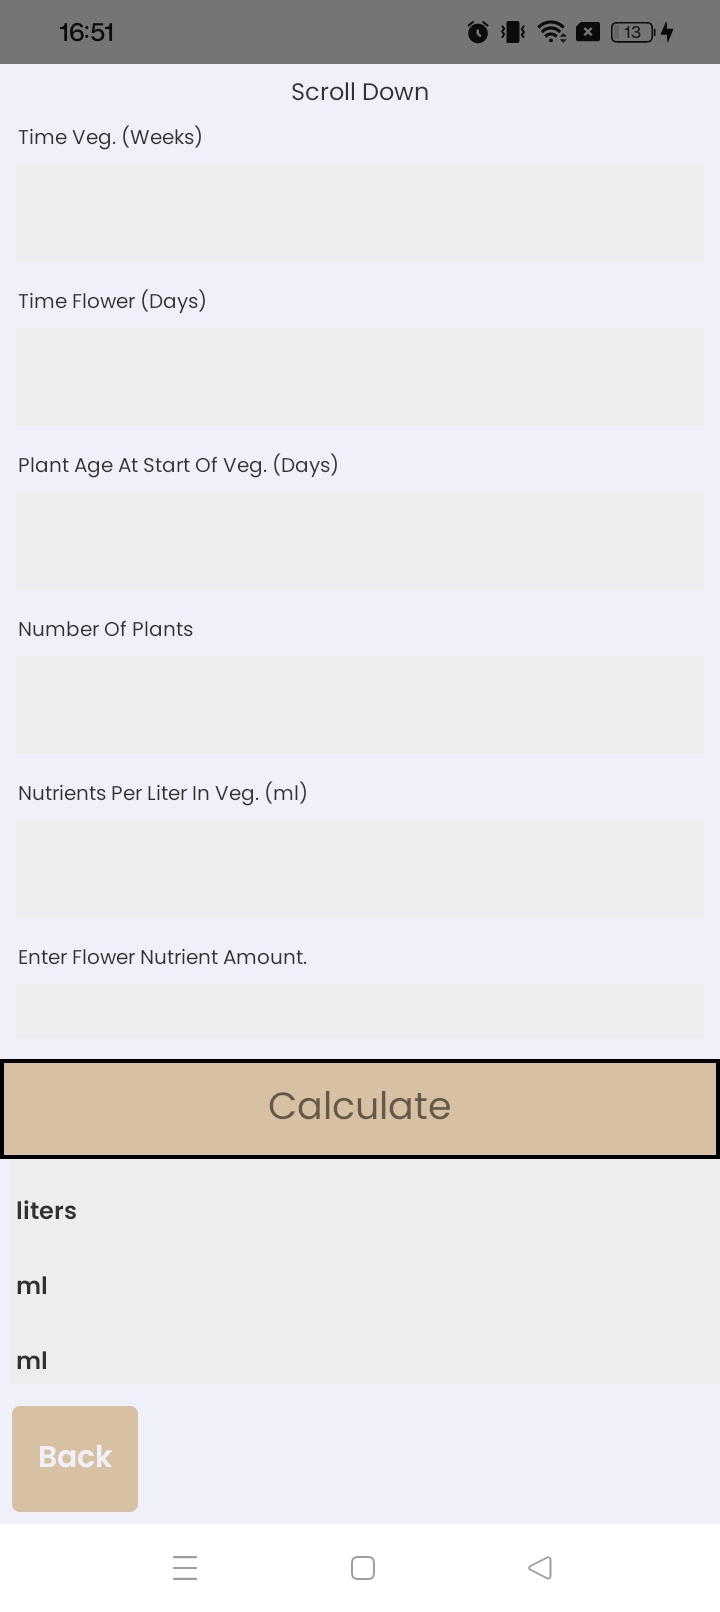 16:51
13
Scroll Down
Time Veg. (Weeks)
Time Flower (Days)
Plant Age At Start Of Veg. (Days)
Number Of Plants
Nutrients Per Liter In Veg. (ml)
Enter Flower Nutrient Amount.
Calculate
liters
ml
ml
Back